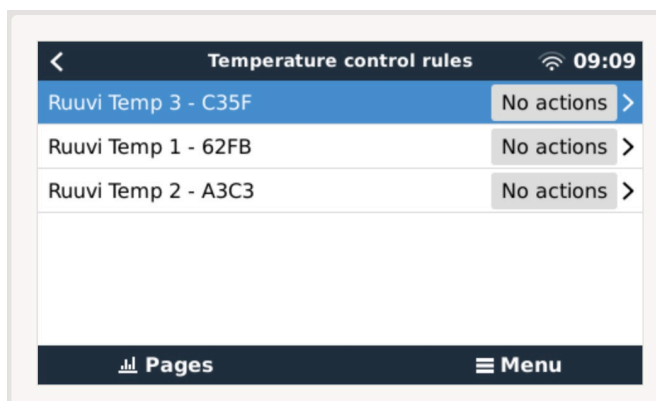 Temperature control rules 09:09
Ruuvi Temp 3 - C35F No actions
Ruuvi Temp 1 - 62FB No actions
Ruuvi Temp 2 - A3C3 No actions
Pages Menu